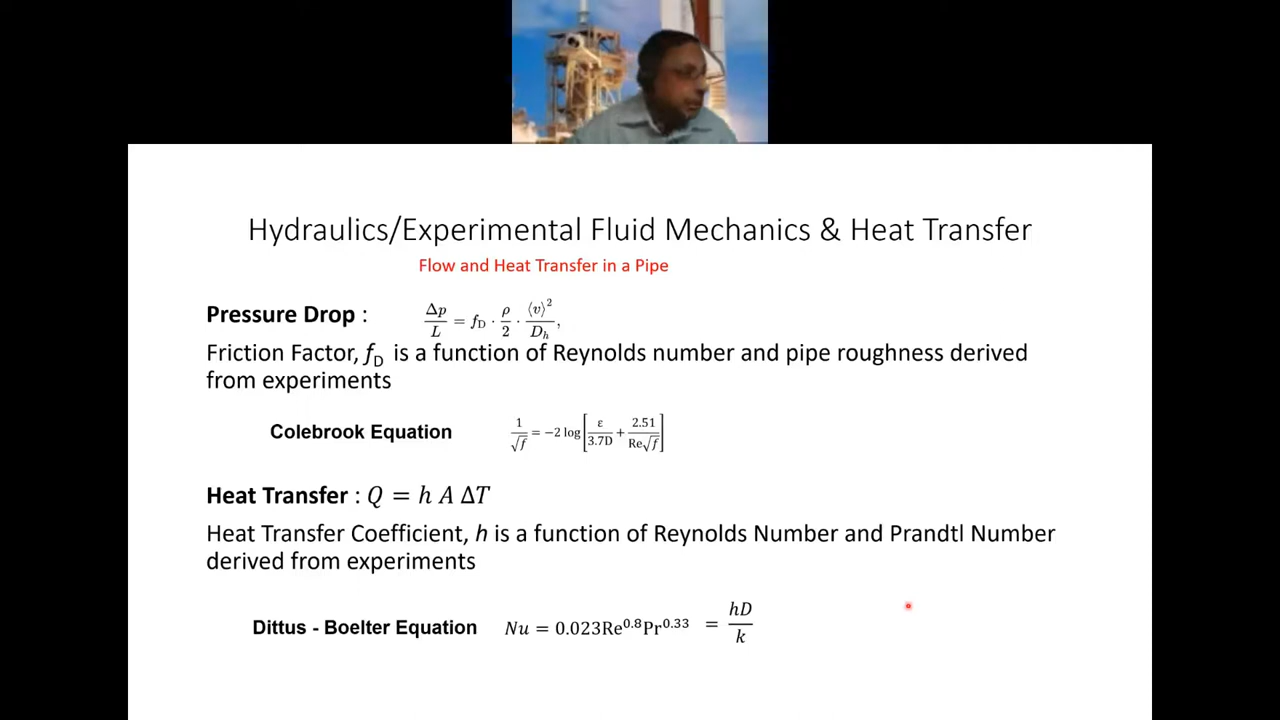 Hydraulics/Experimental Fluid Mechanics & Heat Transfer
Flow and Heat Transfer in a Pipe
Pressure Drop : Δp/L = f_D · ρ/2 · ⟨v⟩²/D_h,
Friction Factor, f_D is a function of Reynolds number and pipe roughness derived
from experiments
Colebrook Equation 1/√f = −2 log[ε/3.7D + 2.51/Re√f]
Heat Transfer : Q = h A ΔT
Heat Transfer Coefficient, h is a function of Reynolds Number and Prandtl Number
derived from experiments
Dittus - Boelter Equation Nu = 0.023Re^0.8Pr^0.33 = hD/k